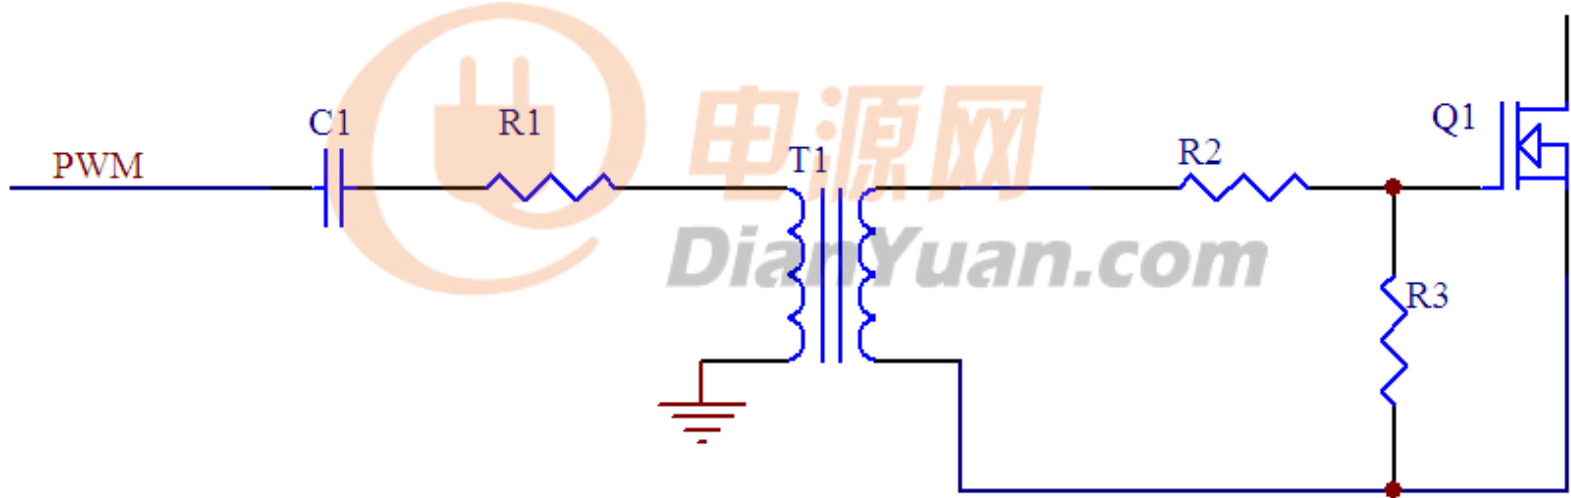 C1
R1
PWM
T1
R2
Q1
R3
电源网
DianYuan.com